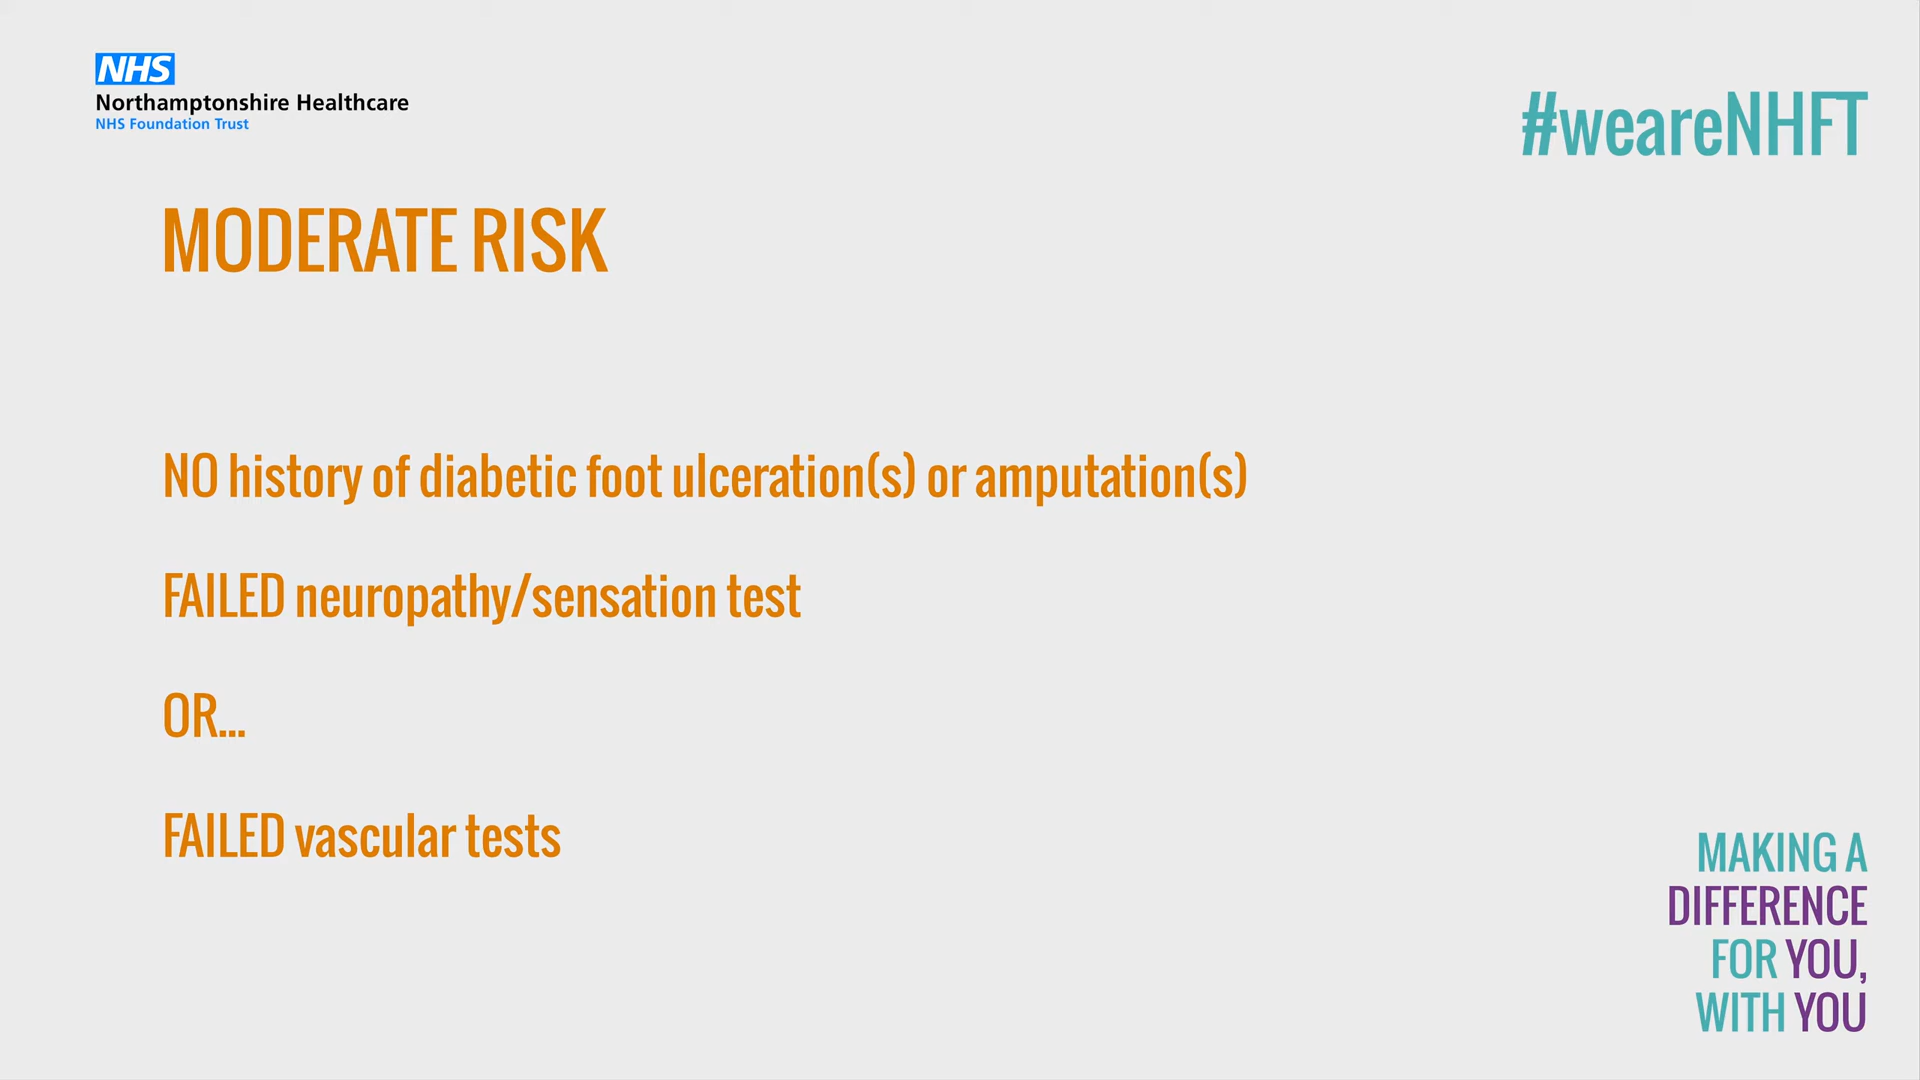 NHS
Northamptonshire Healthcare
NHS Foundation Trust
#weareNHFT
MODERATE RISK
NO history of diabetic foot ulceration(s) or amputation(s)
FAILED neuropathy/sensation test
OR...
FAILED vascular tests
MAKING A
DIFFERENCE
FOR YOU,
WITH YOU